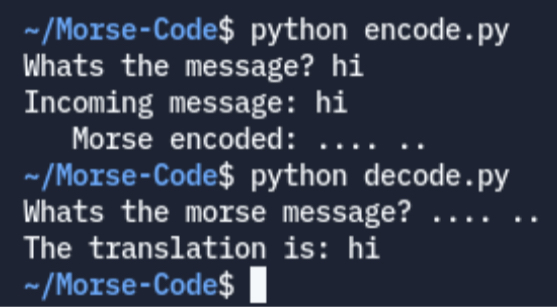 ~/Morse-Code$ python encode.py
Whats the message? hi
Incoming message: hi
   Morse encoded: .... ..
~/Morse-Code$ python decode.py
Whats the morse message? .... ..
The translation is: hi
~/Morse-Code$